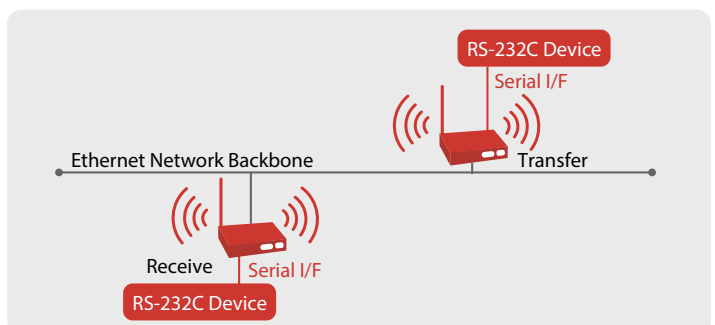 RS-232C Device
Serial I/F
Ethernet Network Backbone
Transfer
Receive
Serial I/F
RS-232C Device